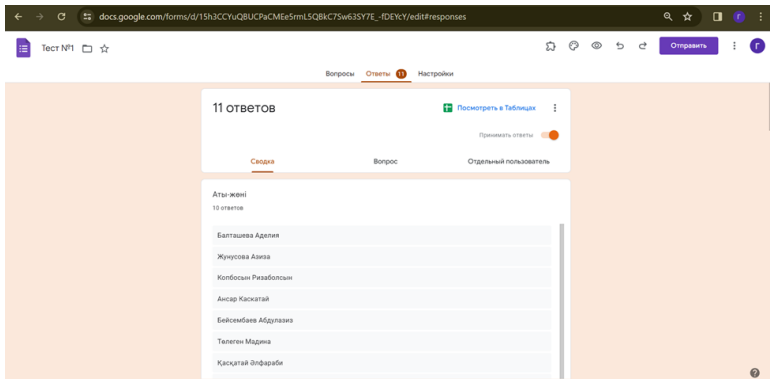 docs.google.com/forms/d/15h3CCYuQBUCPaCMEe5rmL5QBkC7Sw63SY7E_-fDEYcY/edit#responses
Г
Тест №1
Отправить
Г
Вопросы Ответы 11 Настройки
11 ответов
Посмотреть в Таблицах
Принимать ответы
Сводка Вопрос Отдельный пользователь
Аты-жөні
10 ответов
Балташева Аделия
Жунусова Азиза
Копбосын Ризаболсын
Ансар Каскатай
Бейсембаев Абдулазиз
Төлеген Мадина
Қасқатай Әлфараби